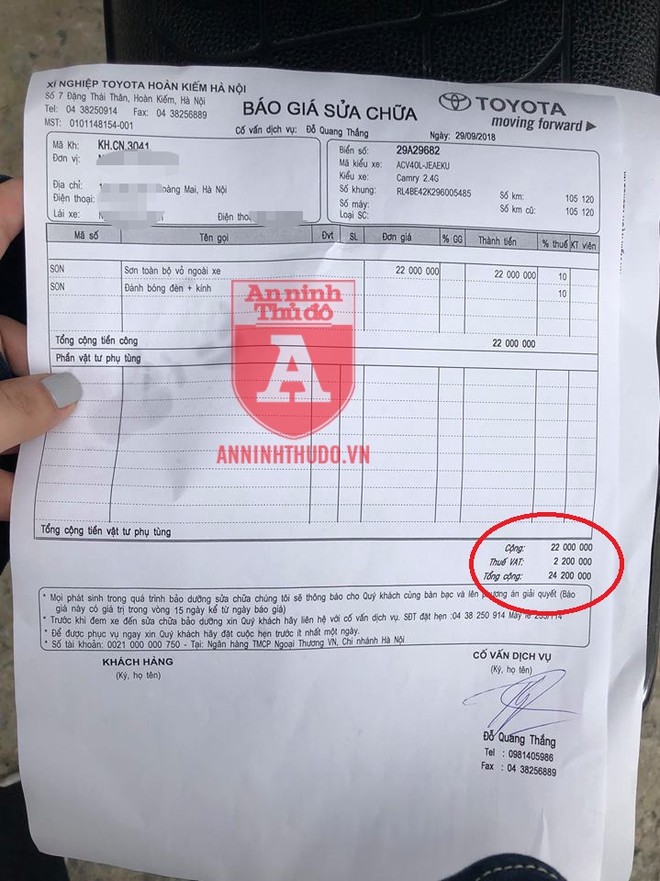 XÍ NGHIỆP TOYOTA HOÀN KIẾM HÀ NỘI
Số 7 Đặng Thái Thân, Hoàn Kiếm, Hà Nội
Tel: 04 38250914 Fax: 04 38256889
MST: 0101148154-001
BÁO GIÁ SỬA CHỮA
Cố vấn dịch vụ: Đỗ Quang Thắng
TOYOTA
moving forward
Ngày: 29/09/2018
Mã Kh: KH.CN.3041
Đơn vị:
Địa chỉ: oàng Mai, Hà Nội
Điện thoại:
Lái xe: Điện thoại
Biển số: 29A29682
Mã kiểu xe: ACV40L-JEAEKU
Kiểu xe: Camry 2.4G
Số khung: RL4BE42K296005485 Số km: 105 120
Số máy: Số km cũ: 105 120
Loại SC:
Mã số Tên gọi Đvt SL Đơn giá % GG Thành tiền % thuế KT viên
SON Sơn toàn bộ vỏ ngoài xe 22 000 000 22 000 000 10
SON Đánh bóng đèn + kính 10
Tổng cộng tiền công 22 000 000
Phần vật tư phụ tùng
An ninh
Thủ đô
A
ANNINHTHUDO.VN
Tổng cộng tiền vật tư phụ tùng
Cộng: 22 000 000
Thuế VAT: 2 200 000
Tổng cộng: 24 200 000
* Mọi phát sinh trong quá trình bảo dưỡng sửa chữa chúng tôi sẽ thông báo cho Quý khách cùng bàn bạc và lên phương án giải quyết (Báo
giá này có giá trị trong vòng 15 ngày kể từ ngày báo giá)
* Trước khi đem xe đến sửa chữa bảo dưỡng xin Quý khách hãy liên hệ với cố vấn dịch vụ. SĐT đặt hẹn :04 38 250 914 Máy lẻ
* Để được phục vụ ngay xin Quý khách hãy đặt cuộc hẹn trước ít nhất một ngày.
* Số tài khoản: 0021 000 000 750 - Tại: Ngân hàng TMCP Ngoại Thương VN, Chi nhánh Hà Nội
KHÁCH HÀNG
(Ký, họ tên)
CỐ VẤN DỊCH VỤ
(Ký, họ tên)
Đỗ Quang Thắng
Tel : 0981405986
Fax : 04 38256889